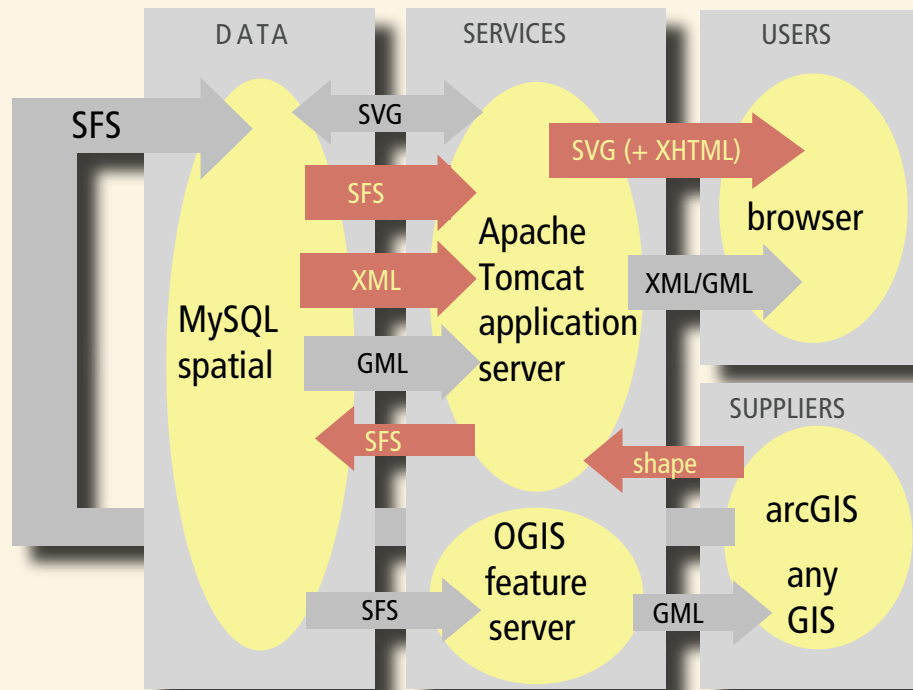 DATA
SERVICES
USERS
SFS
SVG
SVG (+ XHTML)
SFS
browser
Apache
Tomcat
application
server
XML
XML/GML
MySQL
spatial
GML
SUPPLIERS
SFS
shape
arcGIS
any
GIS
OGIS
feature
server
SFS
GML